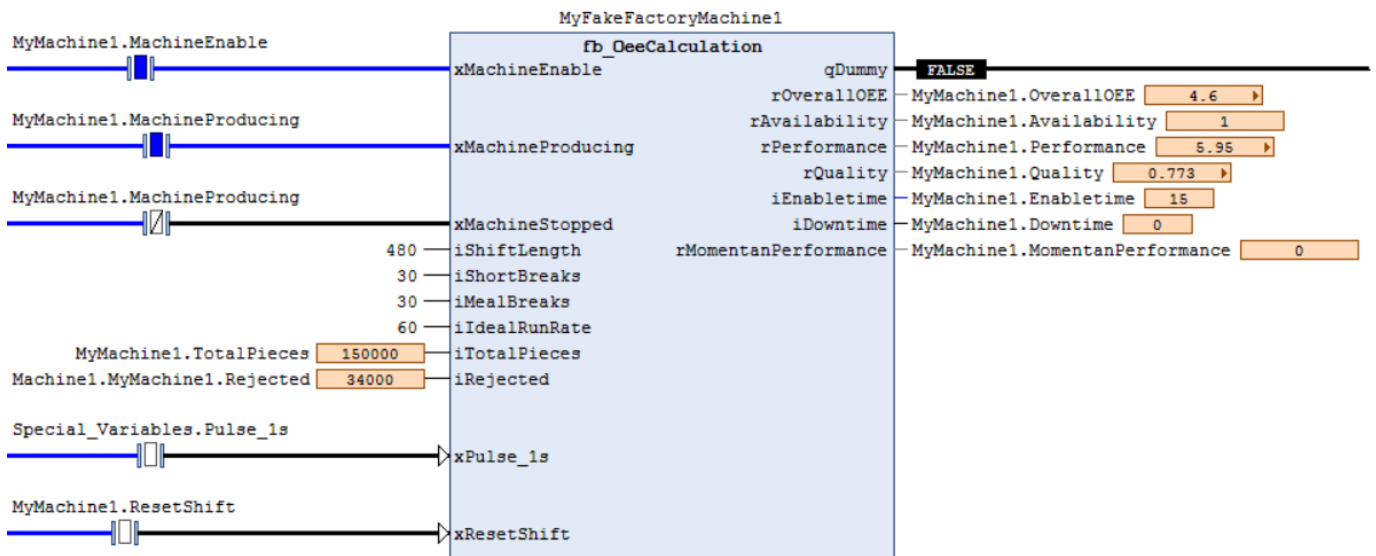 MyFakeFactoryMachine1
MyMachine1.MachineEnable
fb_OeeCalculation
xMachineEnable
qDummy FALSE
rOverallOEE MyMachine1.OverallOEE 4.6
MyMachine1.MachineProducing
rAvailability MyMachine1.Availability 1
xMachineProducing
rPerformance MyMachine1.Performance 5.95
rQuality MyMachine1.Quality 0.773
MyMachine1.MachineProducing
iEnabletime MyMachine1.Enabletime 15
xMachineStopped
iDowntime MyMachine1.Downtime 0
480 iShiftLength
rMomentanPerformance MyMachine1.MomentanPerformance 0
30 iShortBreaks
30 iMealBreaks
60 iIdealRunRate
MyMachine1.TotalPieces 150000 iTotalPieces
Machine1.MyMachine1.Rejected 34000 iRejected
Special_Variables.Pulse_1s
xPulse_1s
MyMachine1.ResetShift
xResetShift